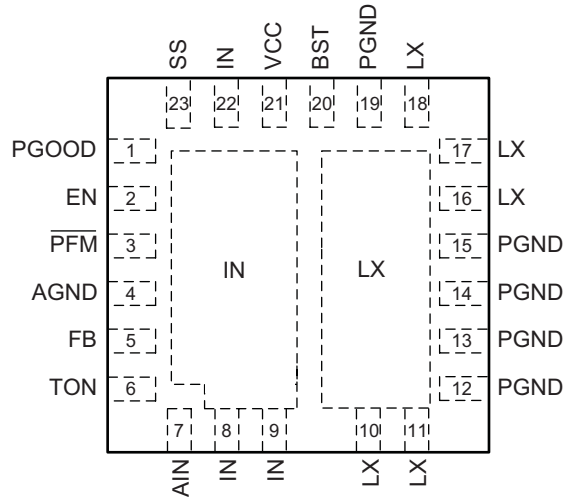 SS
IN
VCC
BST
PGND
LX
23
22
21
20
19
18
PGOOD 1
17 LX
EN 2
16 LX
PFM 3
15 PGND
IN
LX
AGND 4
14 PGND
FB 5
13 PGND
TON 6
12 PGND
7
8
9
10
11
AIN
IN
IN
LX
LX